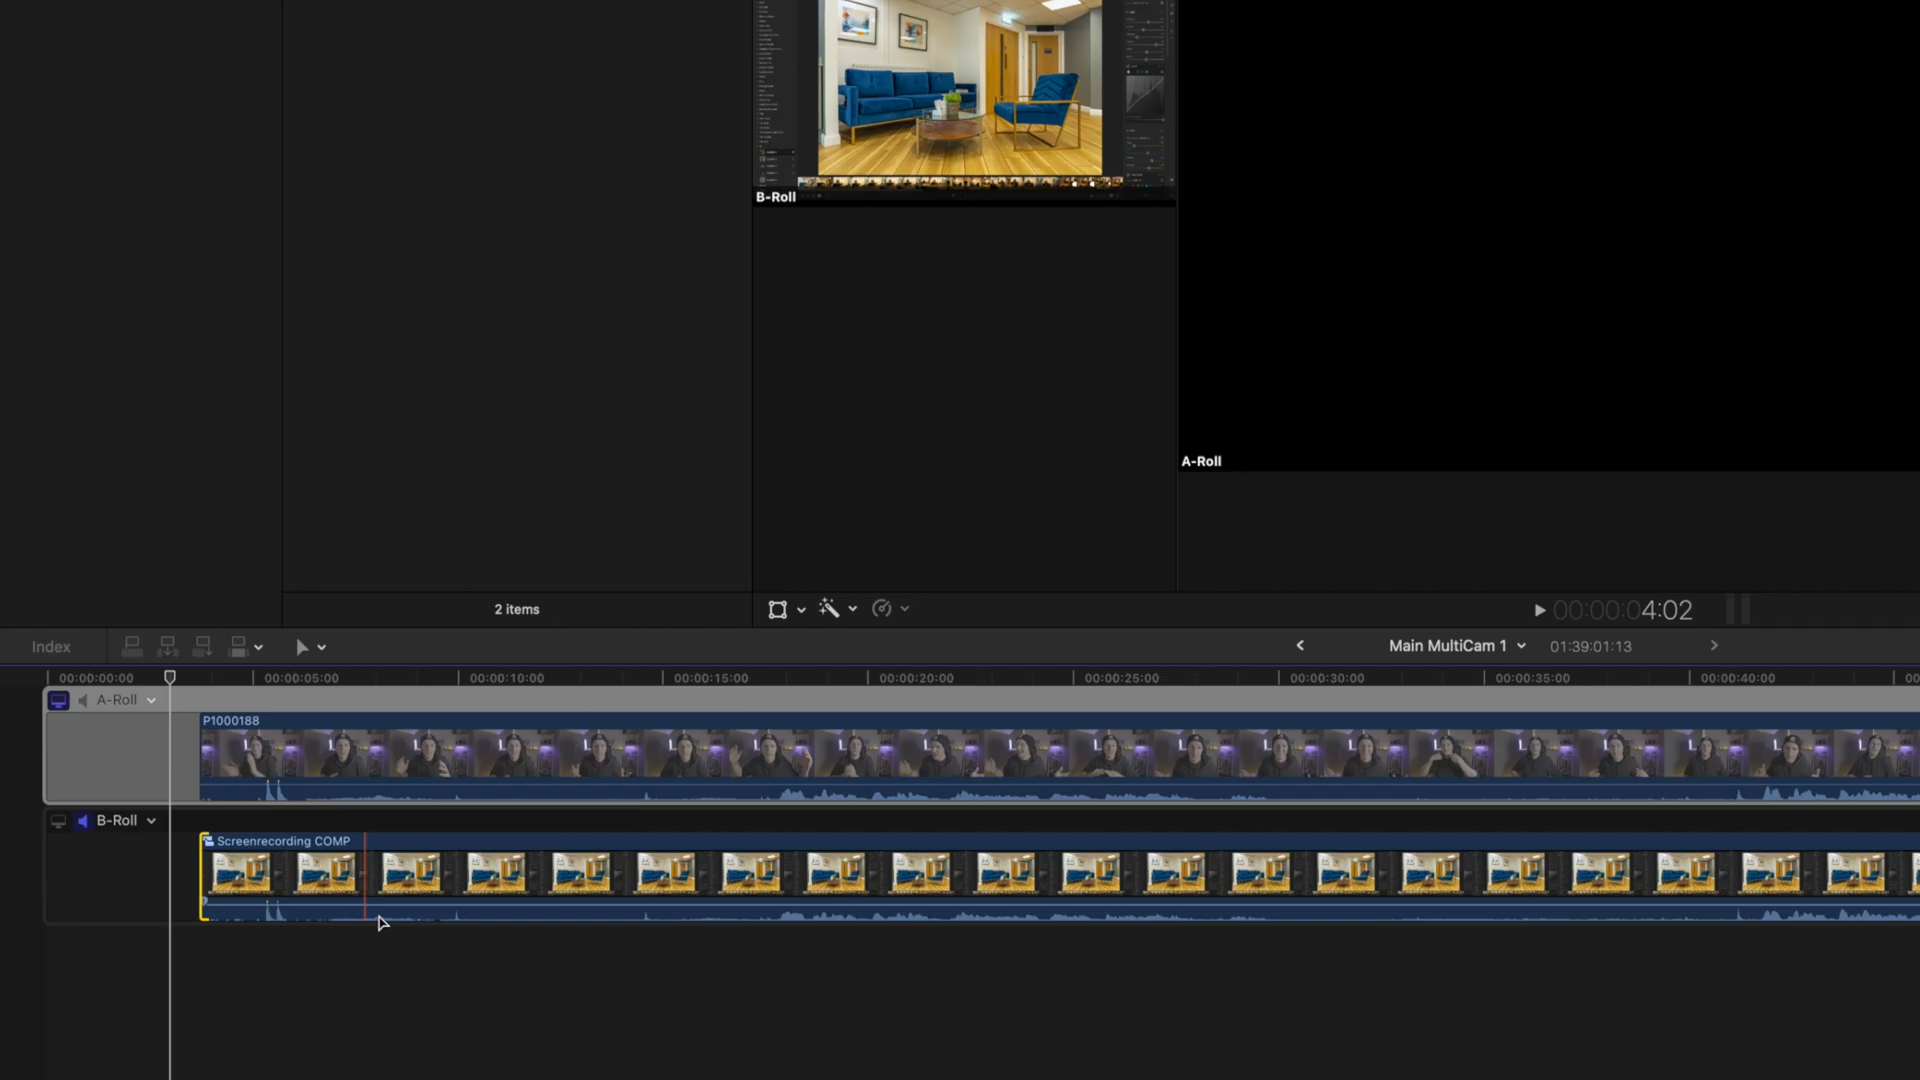 B-Roll
A-Roll
2 items
00:00:04:02
Index
Main MultiCam 1
01:39:01:13
00:00:00:00
00:00:05:00
00:00:10:00
00:00:15:00
00:00:20:00
00:00:25:00
00:00:30:00
00:00:35:00
00:00:40:00
00
A-Roll
P1000188
B-Roll
Screenrecording COMP